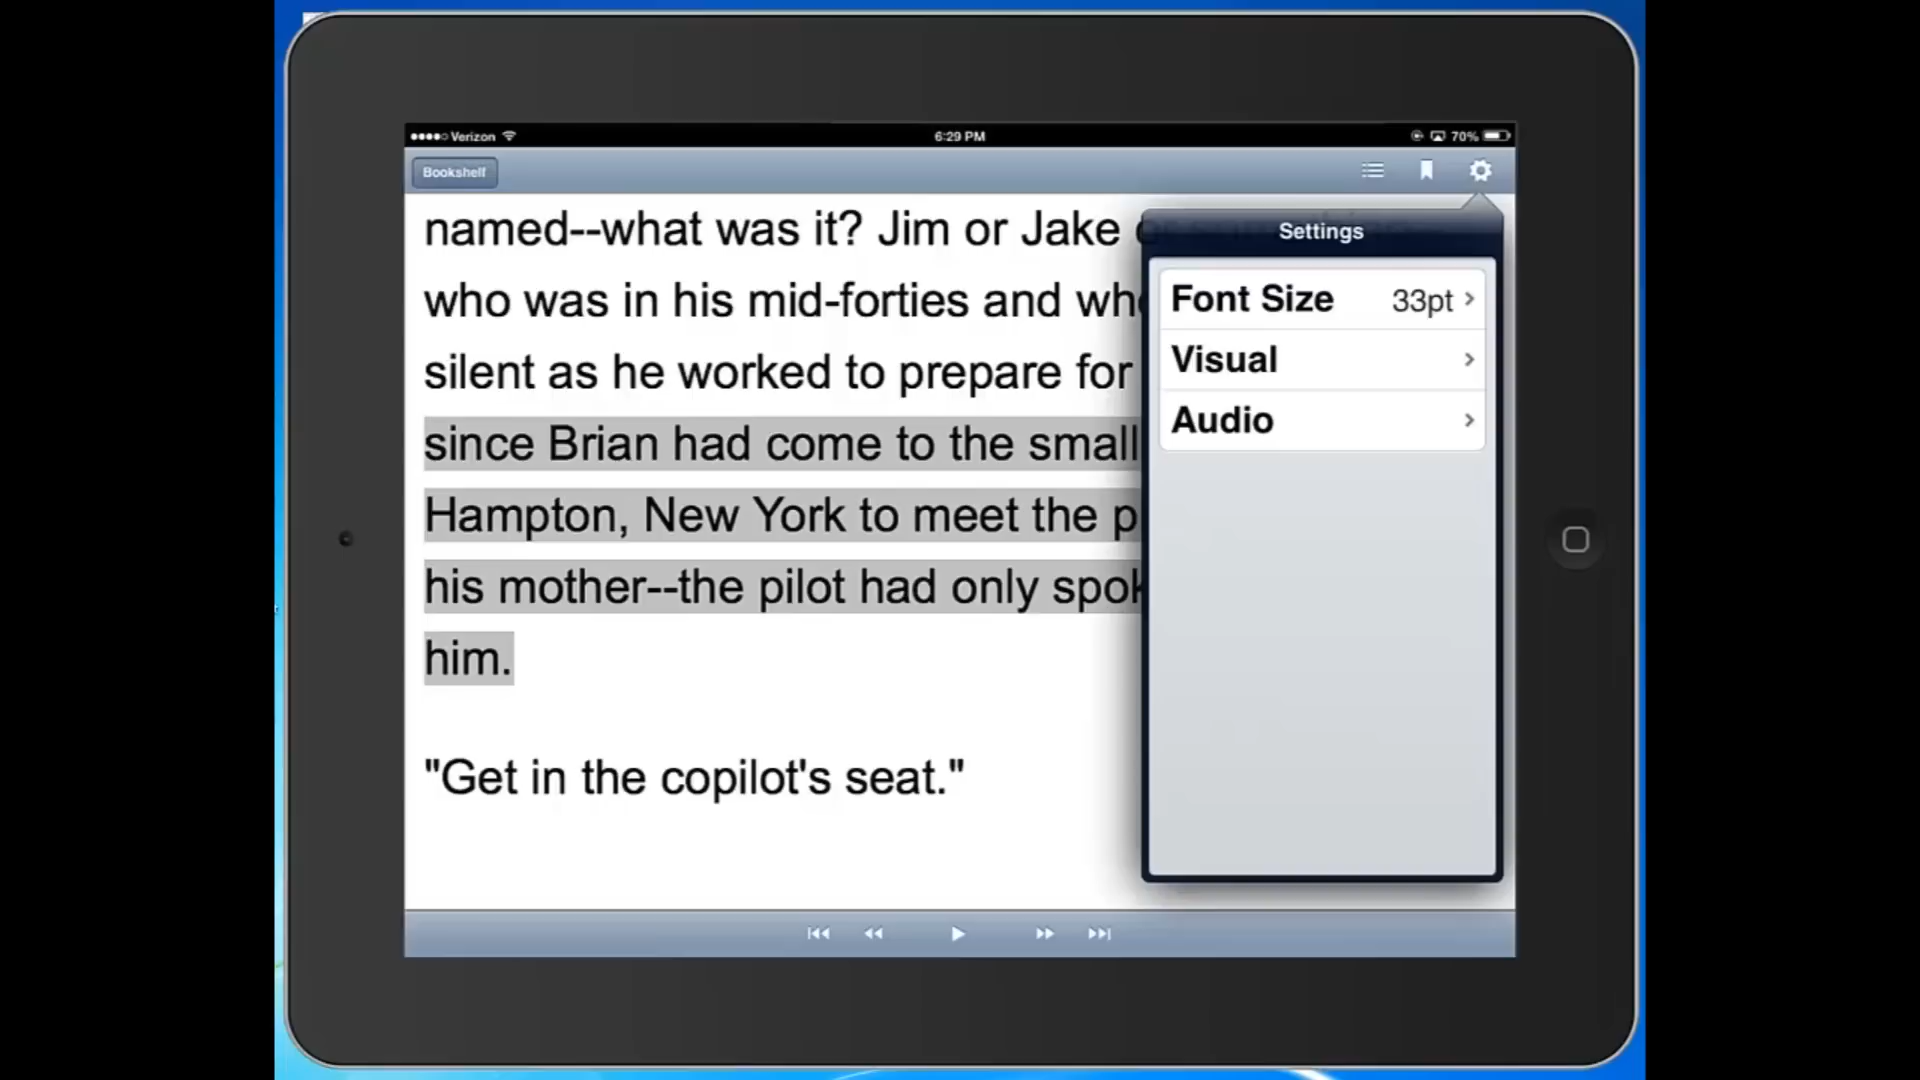 Verizon 6:29 PM 70%
Bookshelf
named--what was it? Jim or Jake
who was in his mid-forties and
silent as he worked to prepare for
since Brian had come to the small
Hampton, New York to meet the
his mother--the pilot had only
him.
"Get in the copilot's seat."
Settings
Font Size 33pt
Visual
Audio